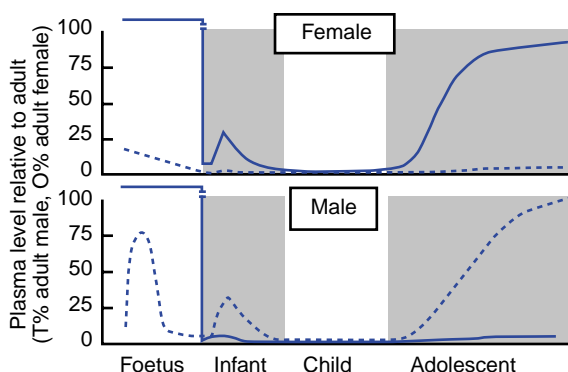 Plasma level relative to adult
(T% adult male, O% adult female)
100
75
50
25
0
Female
100
75
50
25
0
Male
Foetus Infant Child Adolescent